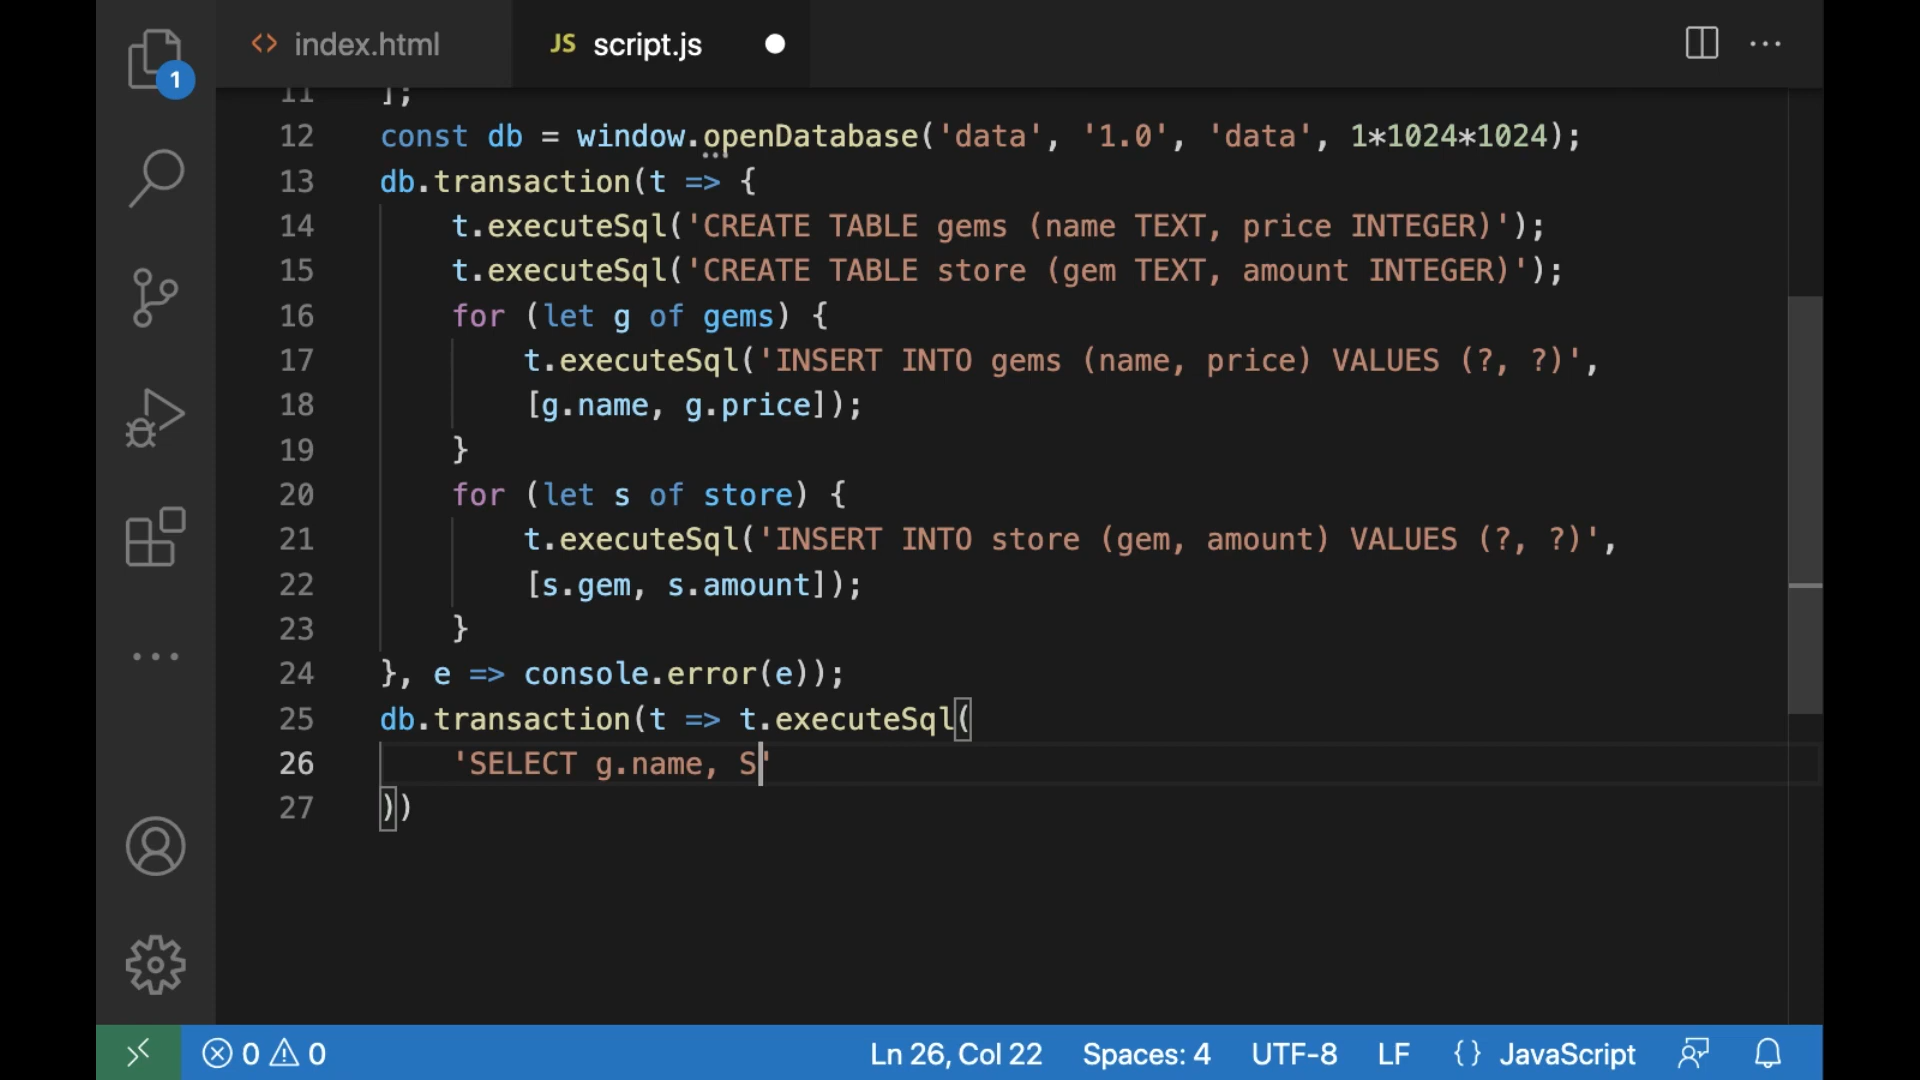 1
<> index.html
JS script.js
11 ];
12 const db = window.openDatabase('data', '1.0', 'data', 1*1024*1024);
13 db.transaction(t => {
14 t.executeSql('CREATE TABLE gems (name TEXT, price INTEGER)');
15 t.executeSql('CREATE TABLE store (gem TEXT, amount INTEGER)');
16 for (let g of gems) {
17 t.executeSql('INSERT INTO gems (name, price) VALUES (?, ?)',
18 [g.name, g.price]);
19 }
20 for (let s of store) {
21 t.executeSql('INSERT INTO store (gem, amount) VALUES (?, ?)',
22 [s.gem, s.amount]);
23 }
24 }, e => console.error(e));
25 db.transaction(t => t.executeSql(
26 'SELECT g.name, S'
27 ))
0 0 Ln 26, Col 22 Spaces: 4 UTF-8 LF {} JavaScript